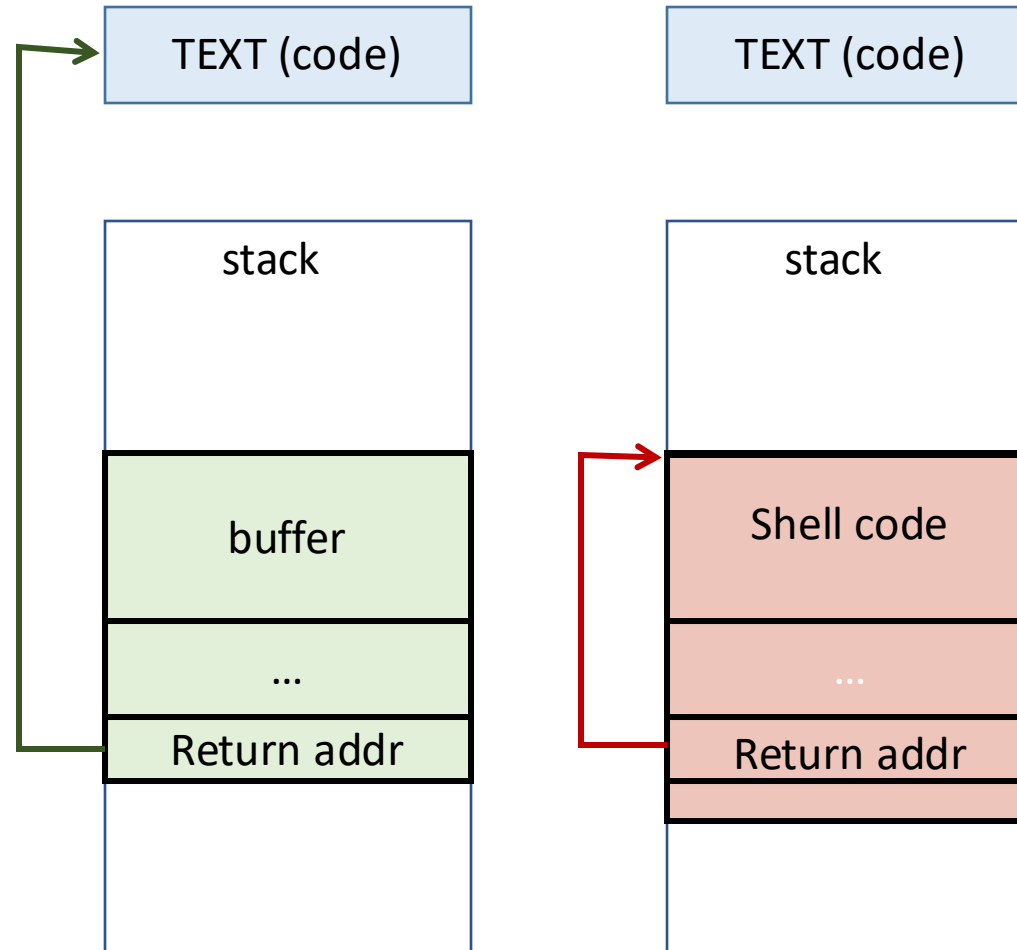 TEXT (code)
stack
buffer
...
Return addr
TEXT (code)
stack
Shell code
...
Return addr